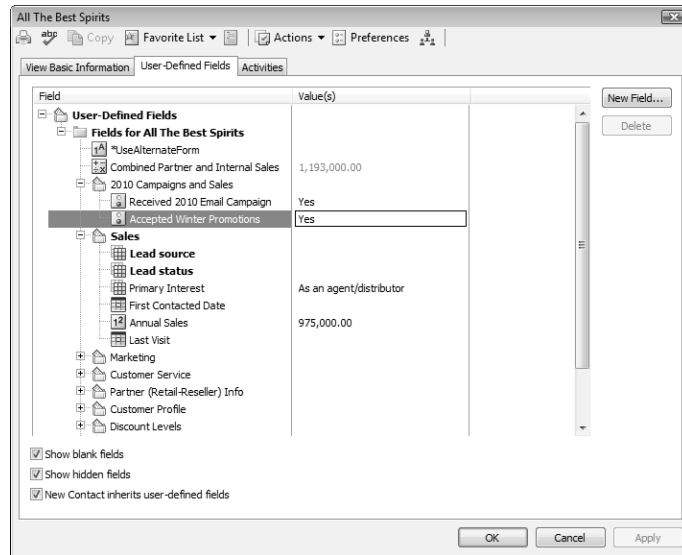 All The Best Spirits
abc Copy Favorite List Actions Preferences
View Basic Information User-Defined Fields Activities
Field Value(s) New Field...
User-Defined Fields
Delete
Fields for All The Best Spirits
1A *UseAlternateForm
Combined Partner and Internal Sales 1,193,000.00
2010 Campaigns and Sales
Received 2010 Email Campaign Yes
Accepted Winter Promotions Yes
Sales
Lead source
Lead status
Primary Interest As an agent/distributor
First Contacted Date
12 Annual Sales 975,000.00
Last Visit
Marketing
Customer Service
Partner (Retail-Reseller) Info
Customer Profile
Discount Levels
Show blank fields
Show hidden fields
New Contact inherits user-defined fields
OK Cancel Apply